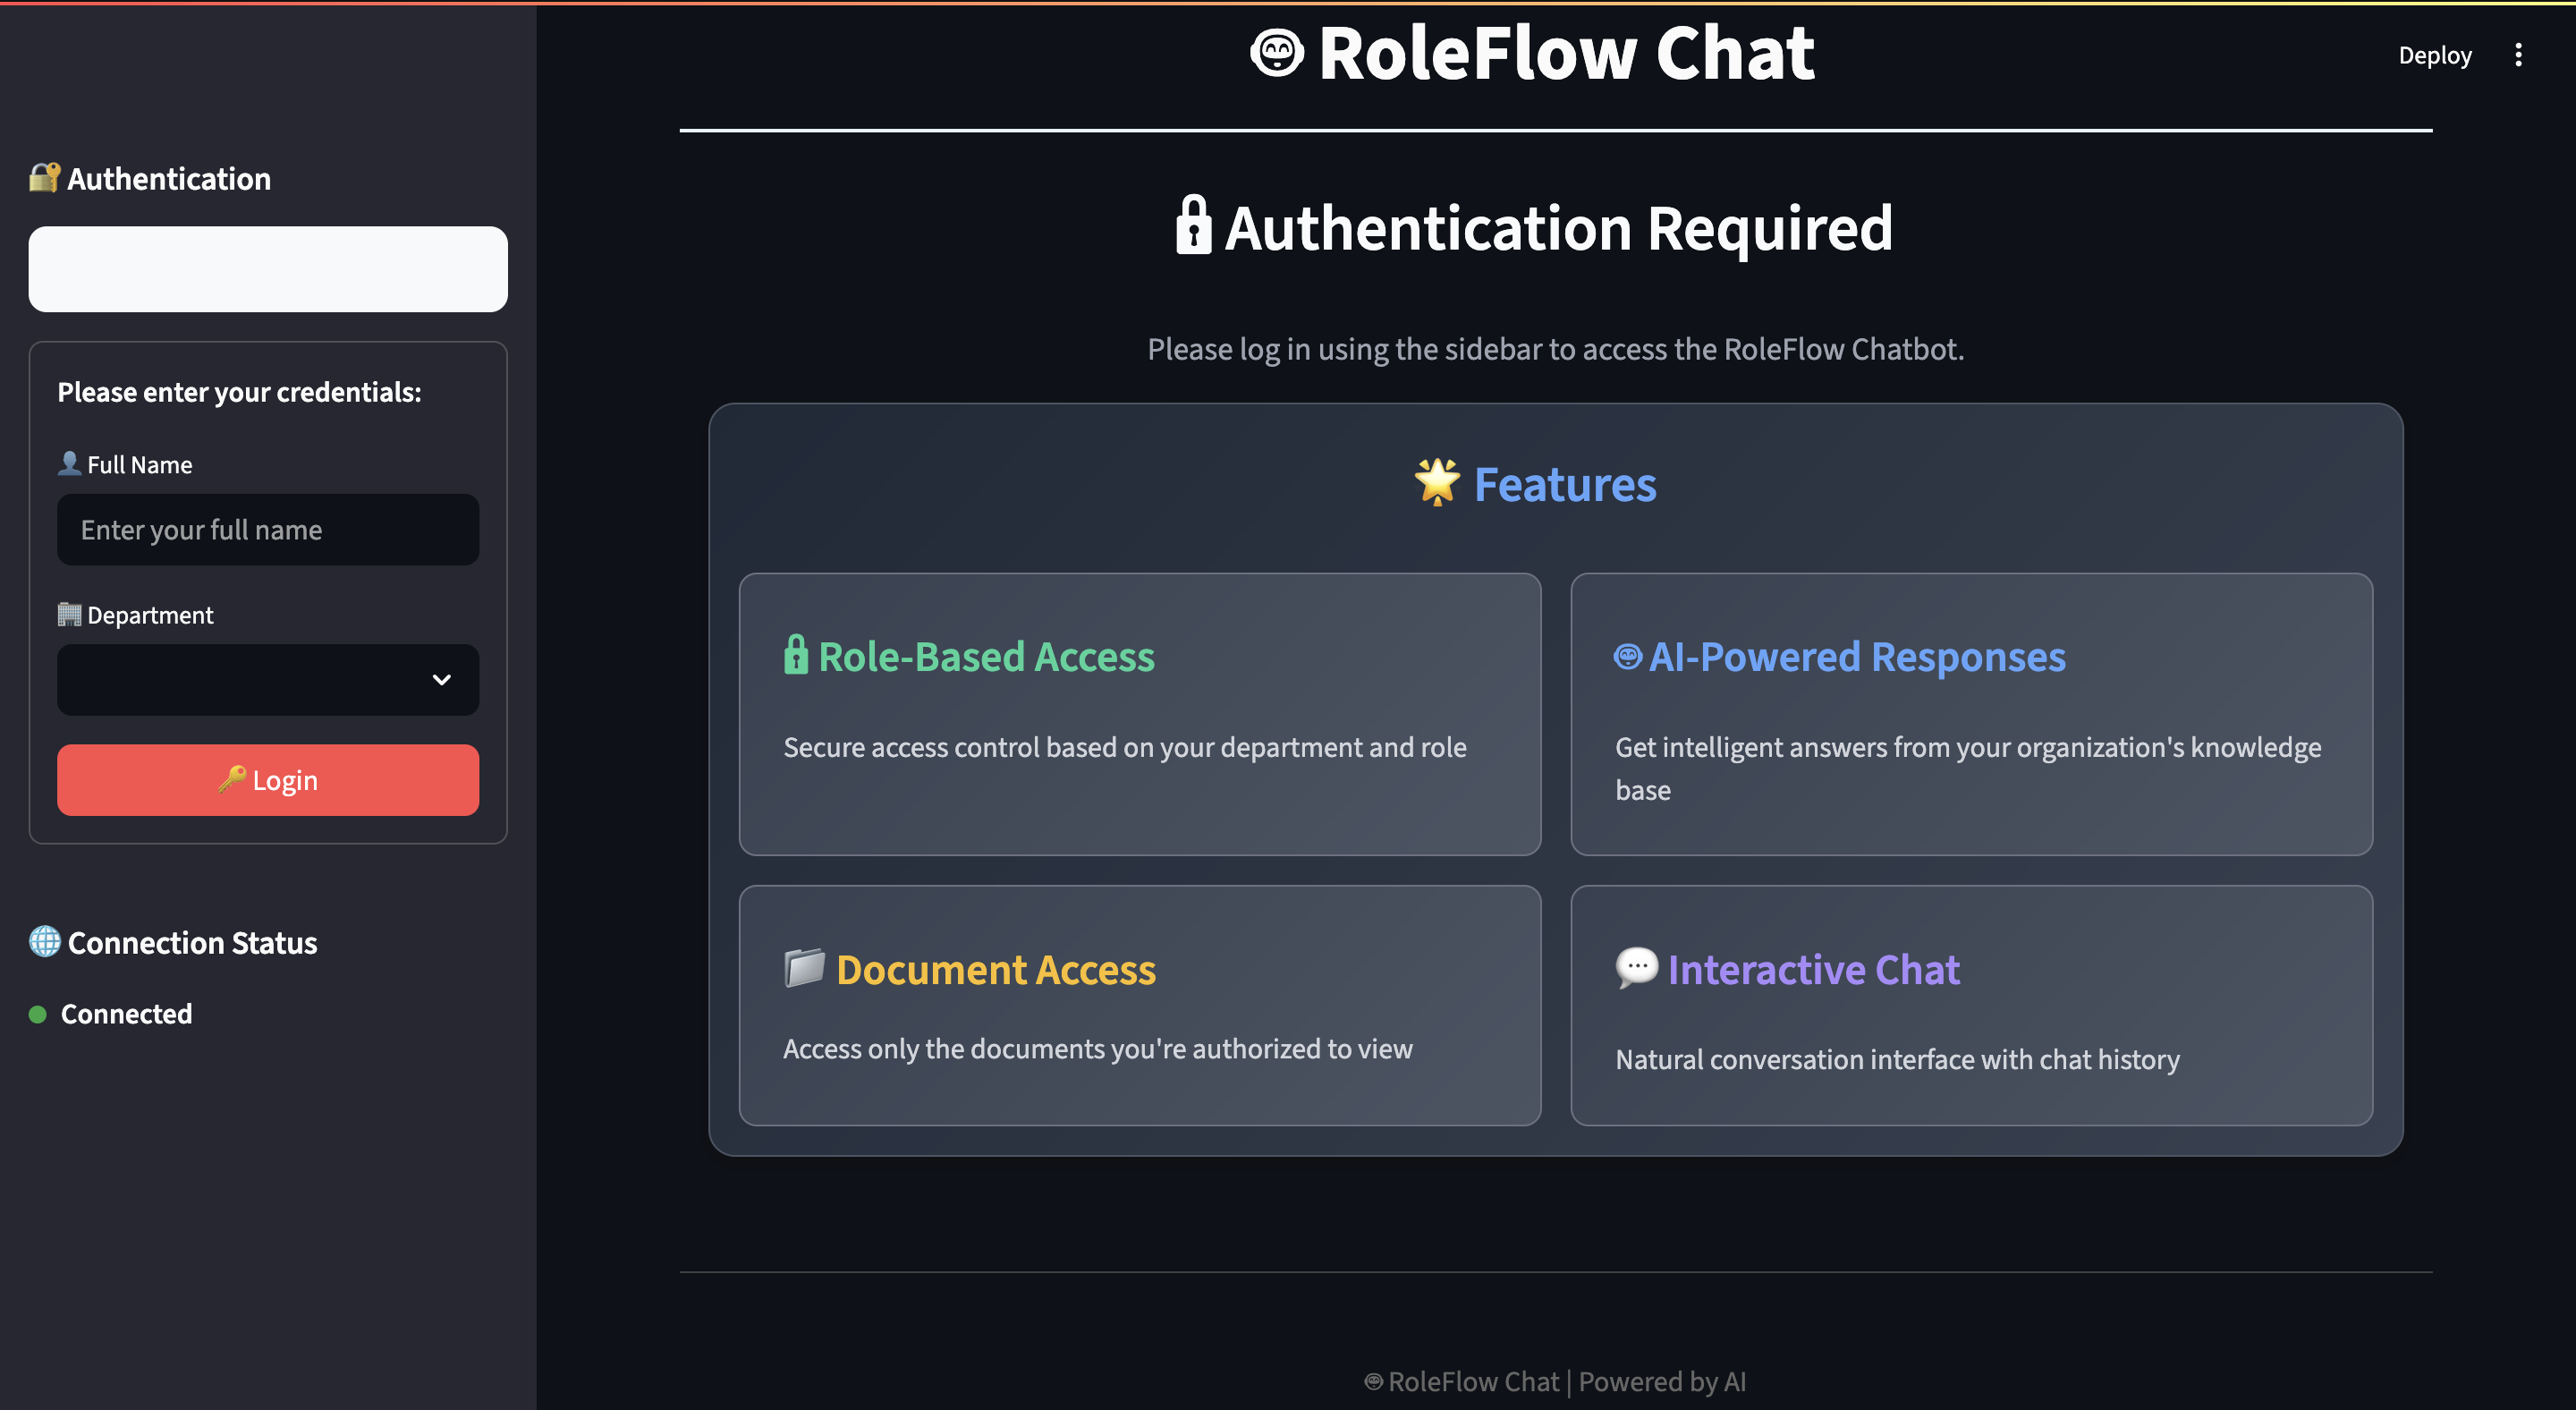 RoleFlow Chat
Deploy
Authentication
Please enter your credentials:
Full Name
Enter your full name
Department
Login
Connection Status
Connected
Authentication Required
Please log in using the sidebar to access the RoleFlow Chatbot.
Features
Role-Based Access
Secure access control based on your department and role
AI-Powered Responses
Get intelligent answers from your organization's knowledge
base
Document Access
Access only the documents you're authorized to view
Interactive Chat
Natural conversation interface with chat history
RoleFlow Chat | Powered by AI